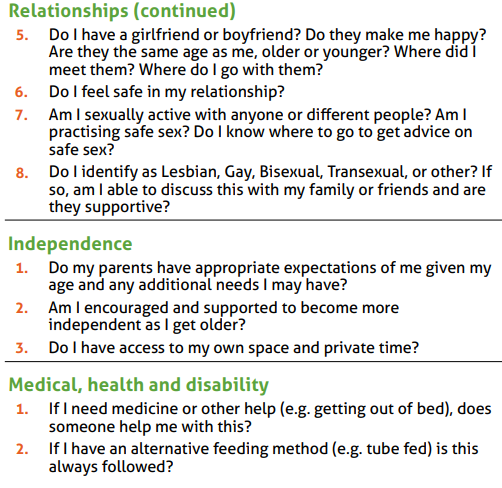 Relationships (continued)
5. Do I have a girlfriend or boyfriend? Do they make me happy?
Are they the same age as me, older or younger? Where did I
meet them? Where do I go with them?
6. Do I feel safe in my relationship?
7. Am I sexually active with anyone or different people? Am I
practising safe sex? Do I know where to go to get advice on
safe sex?
8. Do I identify as Lesbian, Gay, Bisexual, Transexual, or other? If
so, am I able to discuss this with my family or friends and are
they supportive?
Independence
1. Do my parents have appropriate expectations of me given my
age and any additional needs I may have?
2. Am I encouraged and supported to become more
independent as I get older?
3. Do I have access to my own space and private time?
Medical, health and disability
1. If I need medicine or other help (e.g. getting out of bed), does
someone help me with this?
2. If I have an alternative feeding method (e.g. tube fed) is this
always followed?